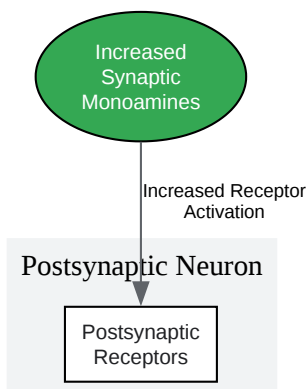 Increased
Synaptic
Monoamines
Increased Receptor
Activation
Postsynaptic Neuron
Postsynaptic
Receptors